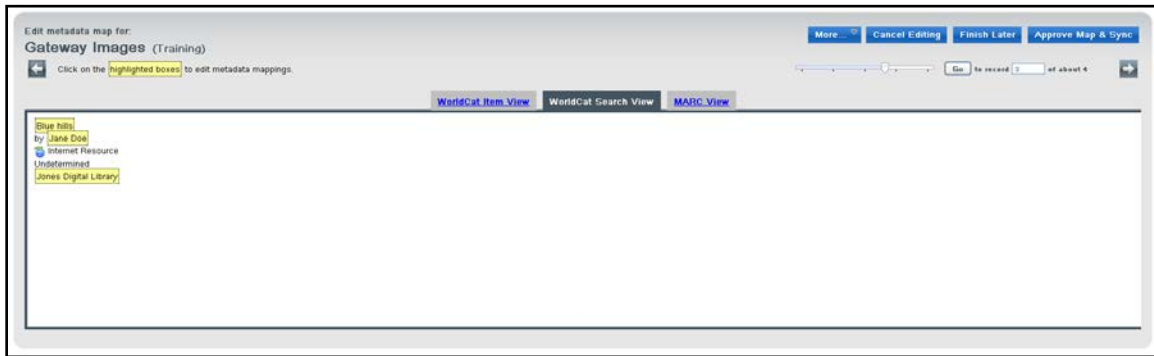 Edit metadata map for:
Gateway Images (Training)
More... Cancel Editing Finish Later Approve Map & Sync
Click on the highlighted boxes to edit metadata mappings.
Go to record 3 of about 4
WorldCat Item View WorldCat Search View MARC View
Blue hills
by Jane Doe
Internet Resource
Undetermined
Jones Digital Library